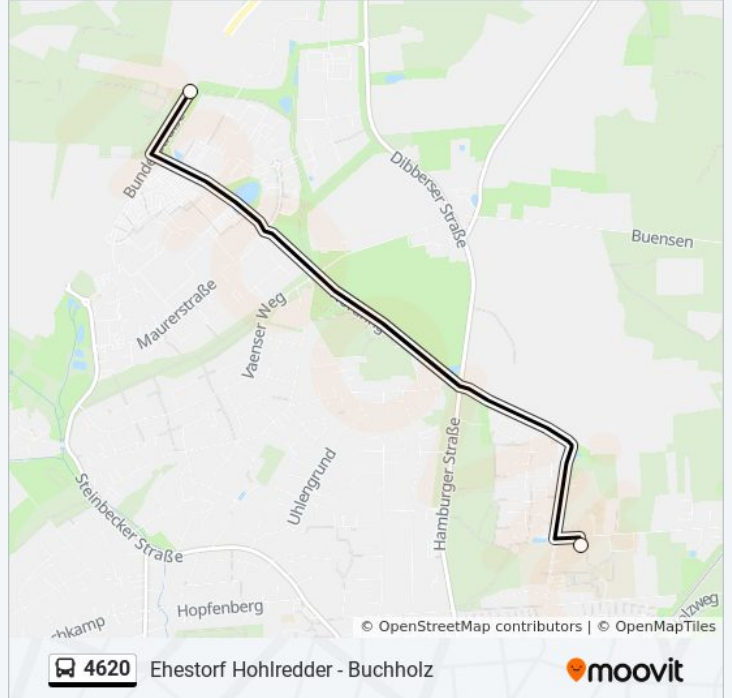 Dibberser Straße
Buensen
Maurerstraße
Vaenser Weg
Hamburger Straße
Uhlengrund
Steinbecker Straße
Hopfenberg
© OpenStreetMap contributors | © OpenMapTiles
4620 Ehestorf Hohlredder - Buchholz
moovit